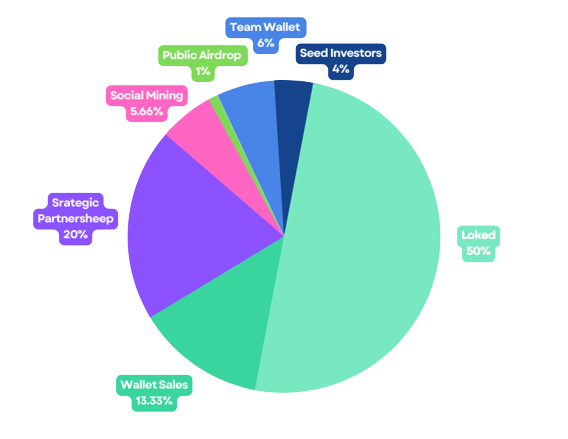 Team Wallet
6%
Seed Investors
4%
Public Airdrop
1%
Social Mining
5.66%
Srategic
Partnersheep
20%
Loked
50%
Wallet Sales
13.33%